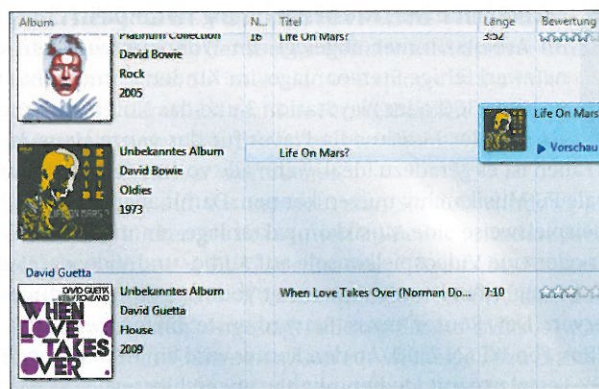 Album N... Titel Länge Bewertung
Platinum Collection 16 Life On Mars? 3:52
David Bowie
Rock
2005
Life On Mars
Vorschau
Unbekanntes Album Life On Mars?
David Bowie
Oldies
1973
David Guetta
Unbekanntes Album When Love Takes Over (Norman Do... 7:10
David Guetta
House
2009
DAVID GUETTA
KELLY ROWLAND
WHEN
LOVE
TAKES
OVER